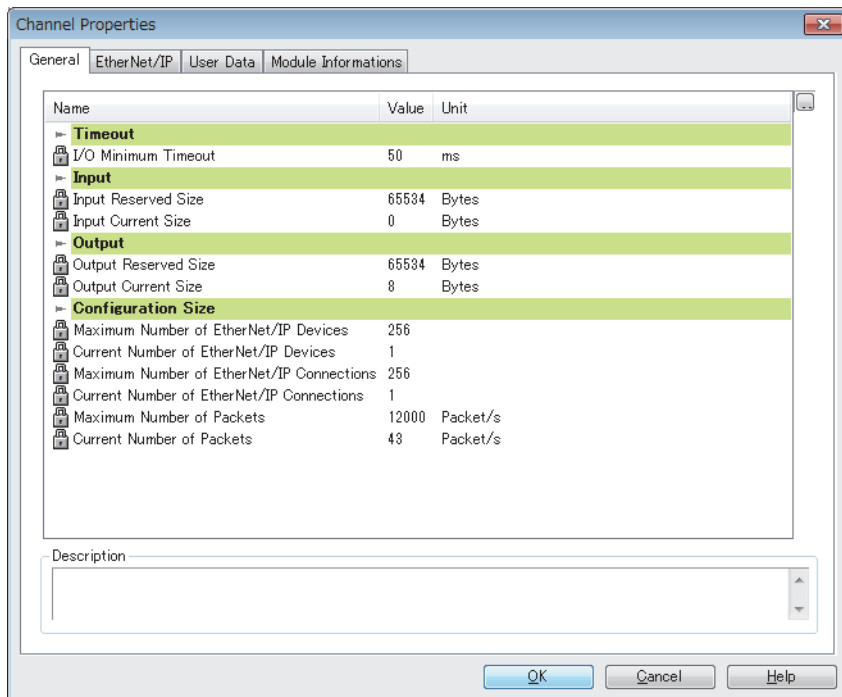 Channel Properties
General EtherNet/IP User Data Module Informations
Name Value Unit
Timeout
I/O Minimum Timeout 50 ms
Input
Input Reserved Size 65534 Bytes
Input Current Size 0 Bytes
Output
Output Reserved Size 65534 Bytes
Output Current Size 8 Bytes
Configuration Size
Maximum Number of EtherNet/IP Devices 256
Current Number of EtherNet/IP Devices 1
Maximum Number of EtherNet/IP Connections 256
Current Number of EtherNet/IP Connections 1
Maximum Number of Packets 12000 Packet/s
Current Number of Packets 43 Packet/s
Description
OK Cancel Help